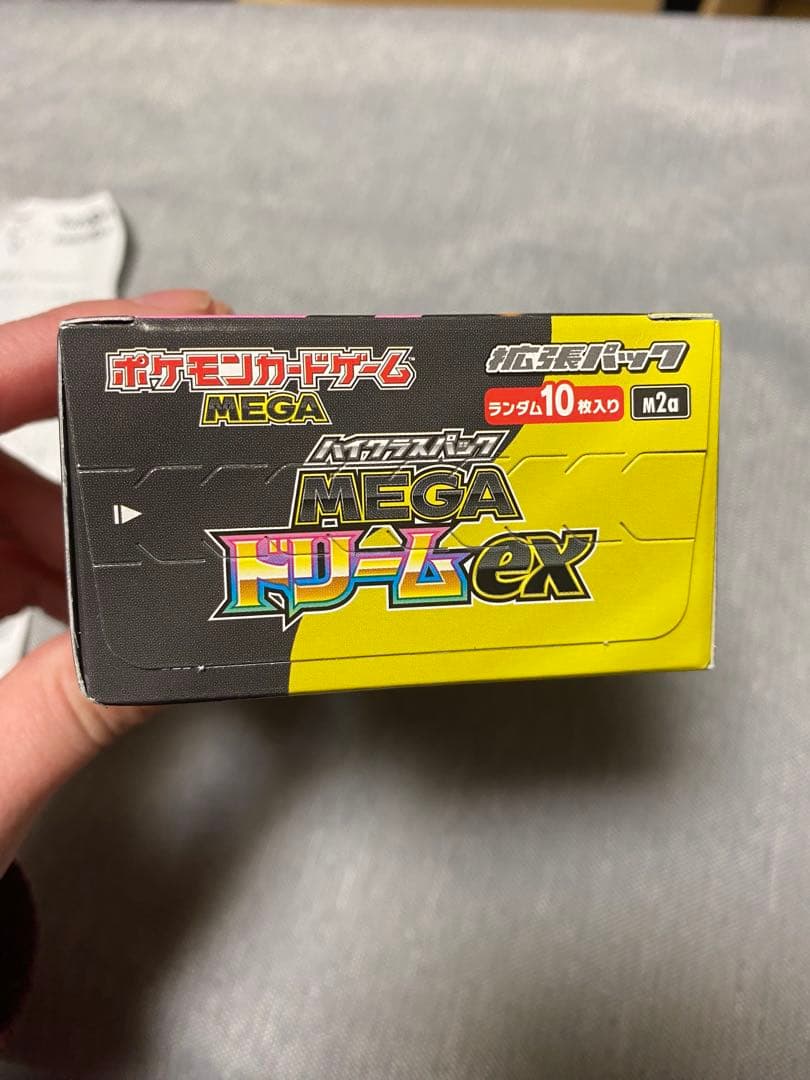 ポケモンカードゲーム
MEGA
拡張パック
ランダム10枚入り
M2a
ハイクラスパック
MEGA
ドリームex